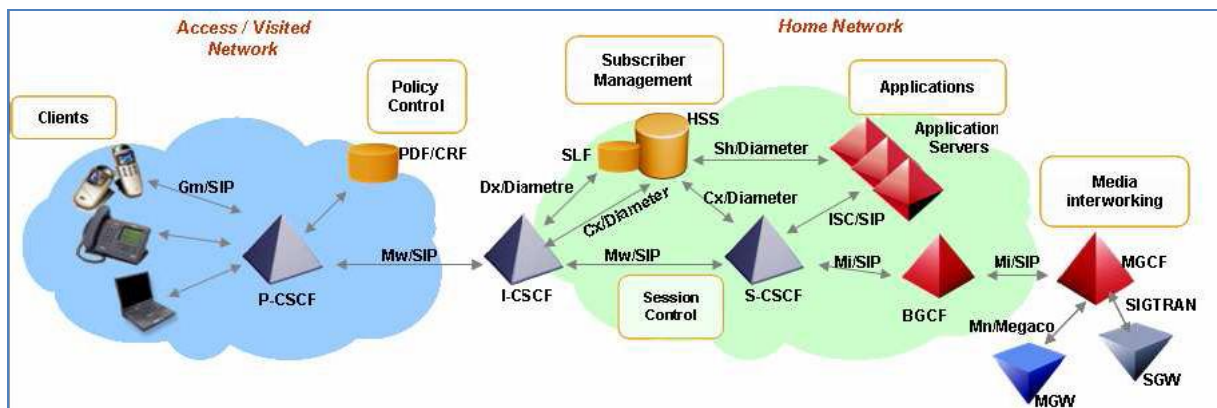 Access / Visited
Network
Home Network
Clients
Policy
Control
Subscriber
Management
Applications
PDF/CRF
HSS
SLF
Application
Servers
Sh/Diameter
Gm/SIP
Dx/Diametre
Cx/Diameter
Cx/Diameter
ISC/SIP
Media
interworking
Mw/SIP
Mw/SIP
Mi/SIP
Mi/SIP
MGCF
P-CSCF
I-CSCF
S-CSCF
BGCF
Session
Control
SIGTRAN
Mn/Megaco
MGW
SGW